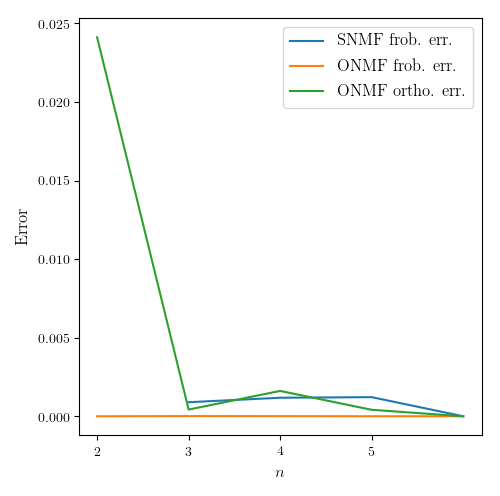 SNMF frob. err.
ONMF frob. err.
ONMF ortho. err.
Error
0.025
0.020
0.015
0.010
0.005
0.000
2 3 4 5
n